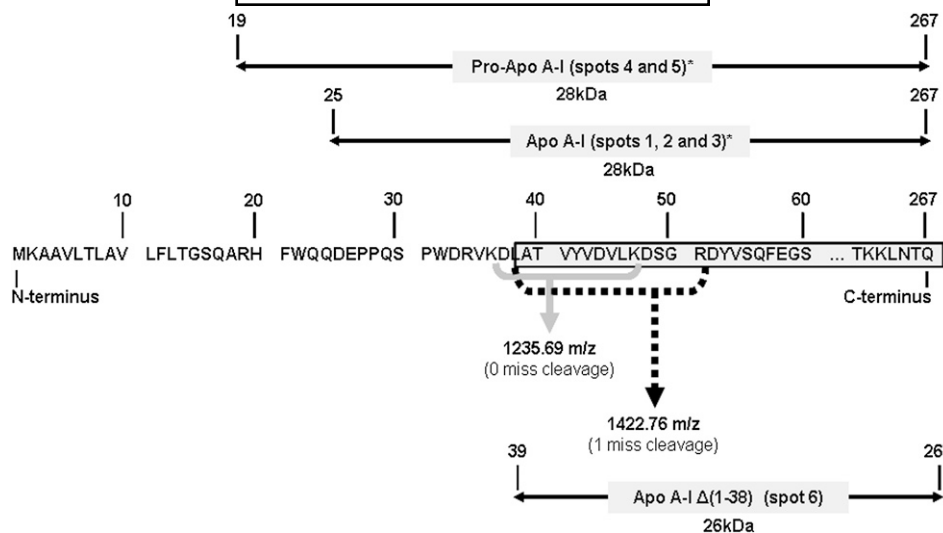 19 267
Pro-Apo A-I (spots 4 and 5)*
28kDa
25 267
Apo A-I (spots 1, 2 and 3)*
28kDa
10 20 30 40 50 60 267
MKAAVLTLAV LFLTGSQARH FWQQDEPPQS PWDRVKDLAT VYVDVLKDSG RDYVSQFEGS ... TKKLNTQ
N-terminus C-terminus
1235.69 m/z
(0 miss cleavage)
1422.76 m/z
(1 miss cleavage)
39 26
Apo A-I Δ(1-38) (spot 6)
26kDa